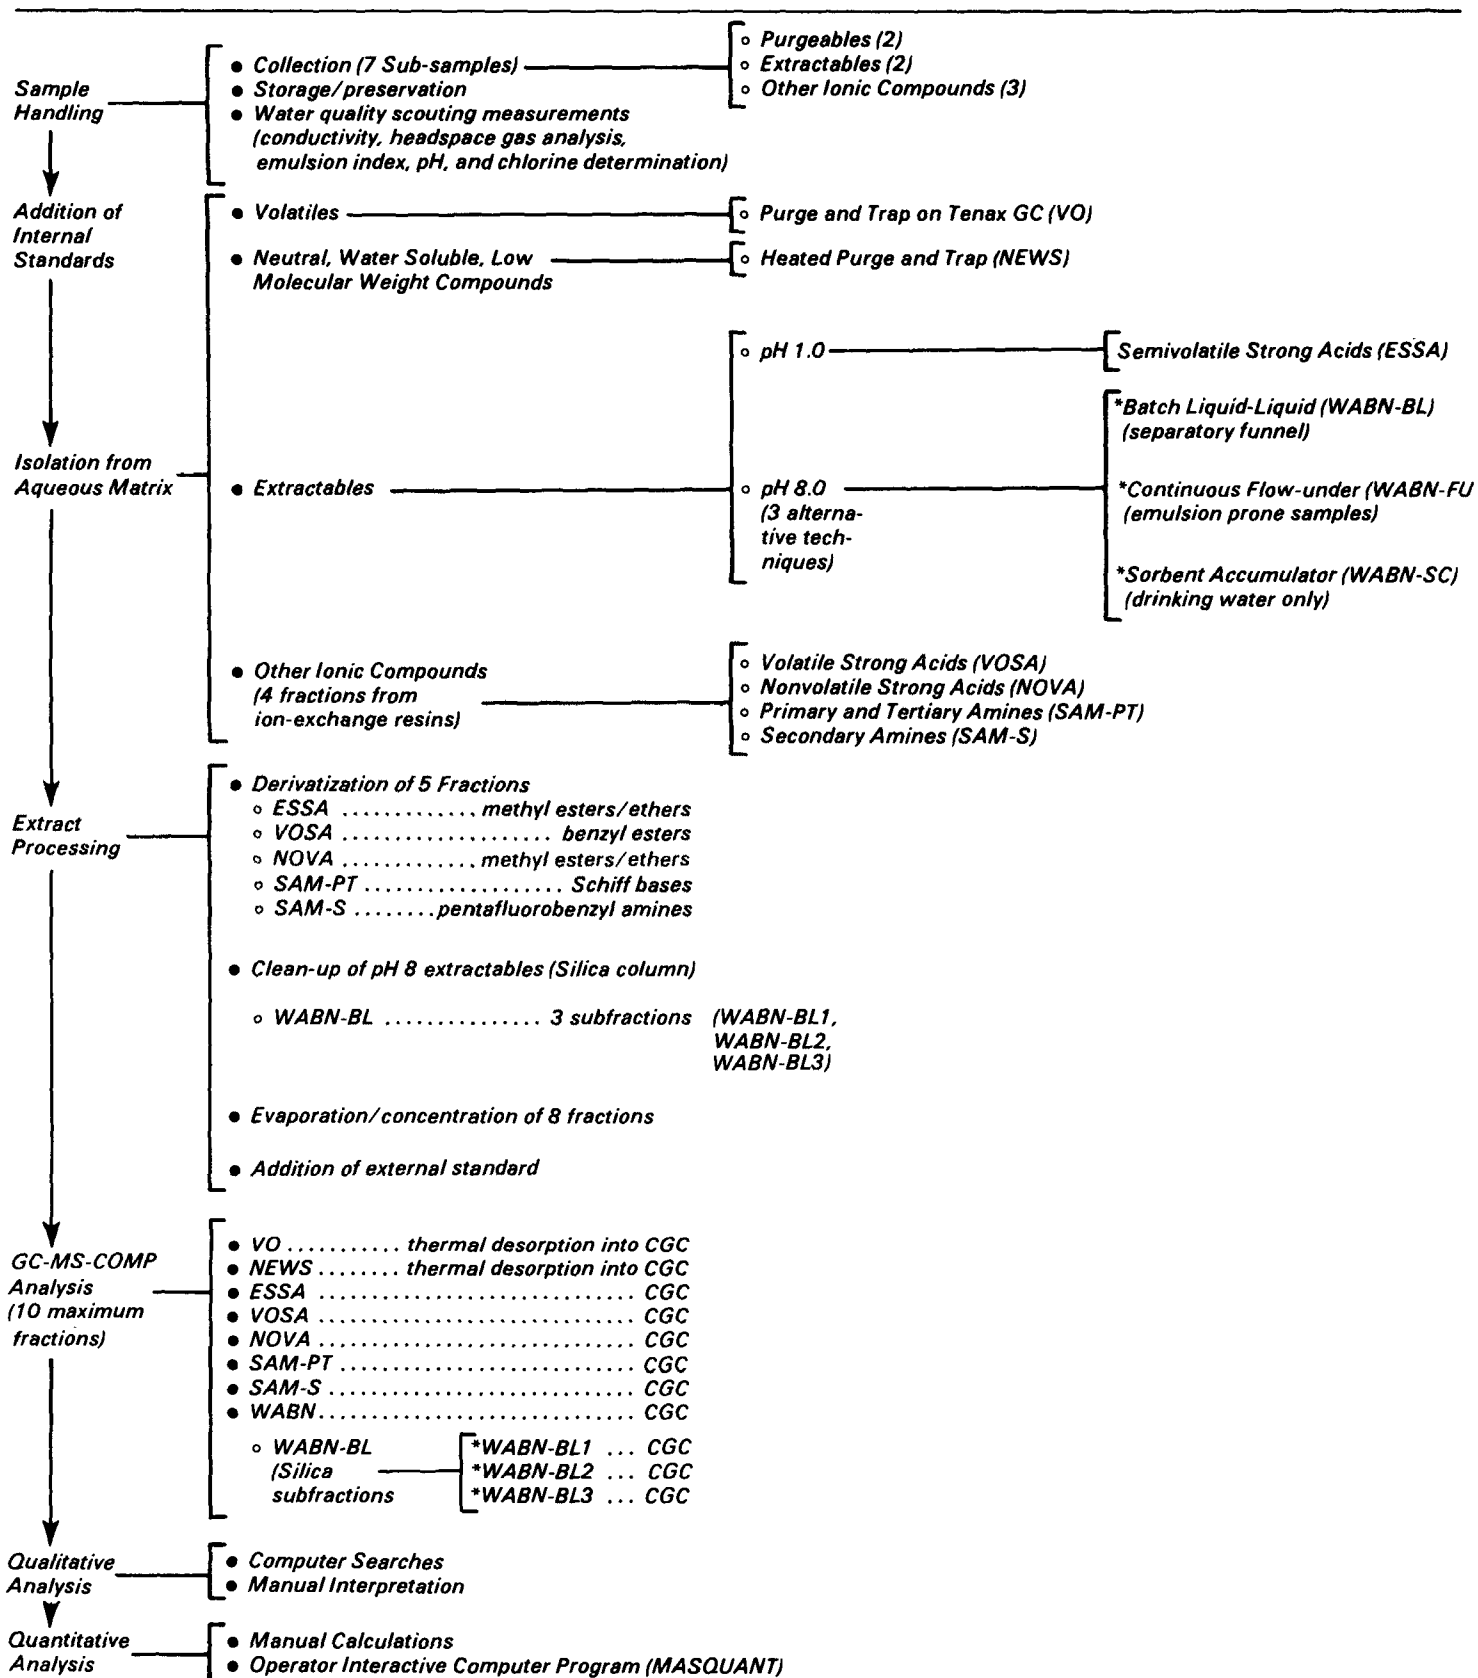 Sample
Handling
● Collection (7 Sub-samples)
● Storage/preservation
● Water quality scouting measurements
(conductivity, headspace gas analysis,
emulsion index, pH, and chlorine determination)
○ Purgeables (2)
○ Extractables (2)
○ Other Ionic Compounds (3)
Addition of
Internal
Standards
Isolation from
Aqueous Matrix
● Volatiles
○ Purge and Trap on Tenax GC (VO)
● Neutral, Water Soluble, Low
Molecular Weight Compounds
○ Heated Purge and Trap (NEWS)
● Extractables
○ pH 1.0
Semivolatile Strong Acids (ESSA)
○ pH 8.0
(3 alterna-
tive tech-
niques)
*Batch Liquid-Liquid (WABN-BL)
(separatory funnel)
*Continuous Flow-under (WABN-FU
(emulsion prone samples)
*Sorbent Accumulator (WABN-SC)
(drinking water only)
● Other Ionic Compounds
(4 fractions from
ion-exchange resins)
○ Volatile Strong Acids (VOSA)
○ Nonvolatile Strong Acids (NOVA)
○ Primary and Tertiary Amines (SAM-PT)
○ Secondary Amines (SAM-S)
Extract
Processing
● Derivatization of 5 Fractions
○ ESSA ............. methyl esters/ethers
○ VOSA ..................... benzyl esters
○ NOVA ............. methyl esters/ethers
○ SAM-PT ................... Schiff bases
○ SAM-S ........ pentafluorobenzyl amines
● Clean-up of pH 8 extractables (Silica column)
○ WABN-BL ............... 3 subfractions (WABN-BL1,
WABN-BL2,
WABN-BL3)
● Evaporation/concentration of 8 fractions
● Addition of external standard
GC-MS-COMP
Analysis
(10 maximum
fractions)
● VO ........... thermal desorption into CGC
● NEWS ........ thermal desorption into CGC
● ESSA ............................ CGC
● VOSA ............................ CGC
● NOVA ............................ CGC
● SAM-PT ............................ CGC
● SAM-S ............................. CGC
● WABN .............................. CGC
○ WABN-BL
(Silica
subfractions
*WABN-BL1 ... CGC
*WABN-BL2 ... CGC
*WABN-BL3 ... CGC
Qualitative
Analysis
● Computer Searches
● Manual Interpretation
Quantitative
Analysis
● Manual Calculations
● Operator Interactive Computer Program (MASQUANT)